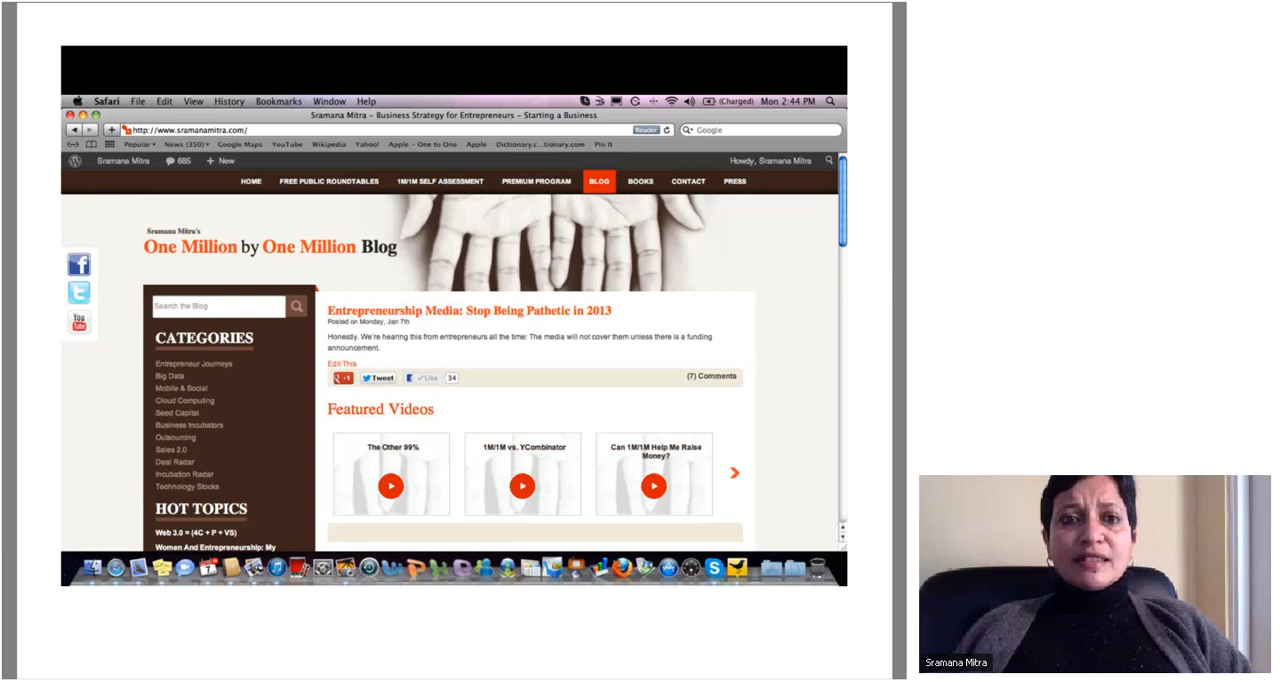 Safari File Edit View History Bookmarks Window Help (Charged) Mon 2:44 PM
Sramana Mitra – Business Strategy for Entrepreneurs – Starting a Business
http://www.sramanamitra.com/ Reader Google
Popular News (350) Google Maps YouTube Wikipedia Yahoo! Apple – One to One Apple Dictionary.c...tionary.com Pin It
Sramana Mitra 685 + New Howdy, Sramana Mitra
HOME FREE PUBLIC ROUNDTABLES 1M/1M SELF ASSESSMENT PREMIUM PROGRAM BLOG BOOKS CONTACT PRESS
Sramana Mitra's
One Million by One Million Blog
You
Tube
Search the Blog
CATEGORIES
Entrepreneur Journeys
Big Data
Mobile & Social
Cloud Computing
Seed Capital
Business Incubators
Outsourcing
Sales 2.0
Deal Radar
Incubation Radar
Technology Stocks
HOT TOPICS
Web 3.0 = (4C + P + VS)
Women And Entrepreneurship: My
Entrepreneurship Media: Stop Being Pathetic in 2013
Posted on Monday, Jan 7th
Honestly. We're hearing this from entrepreneurs all the time: The media will not cover them unless there is a funding
announcement.
Edit This
+1 Tweet Like 34 (7) Comments
Featured Videos
The Other 99%
1M/1M vs. YCombinator
Can 1M/1M Help Me Raise
Money?
7
Sramana Mitra